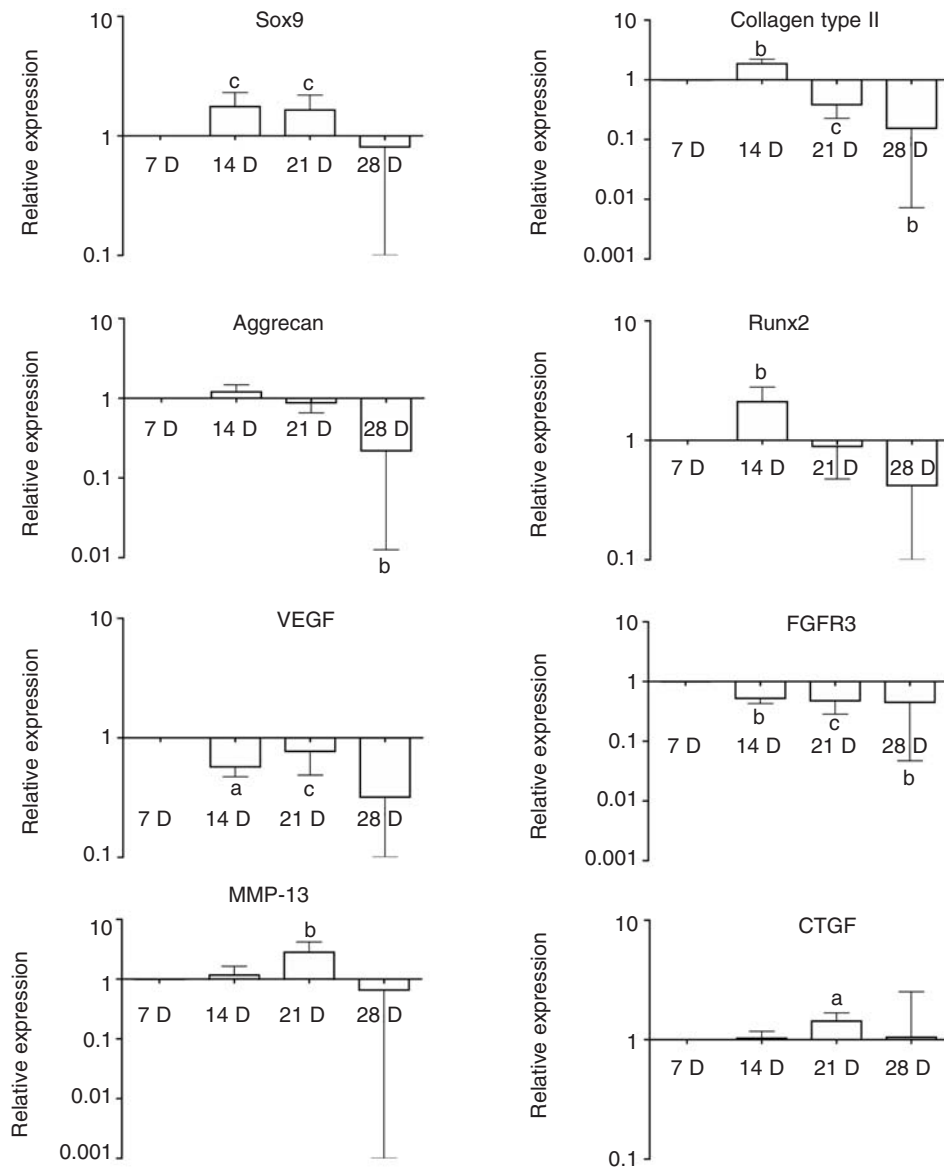 Sox9
Relative expression
10
1
0.1
c
c
7 D
14 D
21 D
28 D
Collagen type II
Relative expression
10
1
0.1
0.01
0.001
b
c
b
7 D
14 D
21 D
28 D
Aggrecan
Relative expression
10
1
0.1
0.01
7 D
14 D
21 D
28 D
b
Runx2
Relative expression
10
1
0.1
b
7 D
14 D
21 D
28 D
VEGF
Relative expression
10
1
0.1
a
c
7 D
14 D
21 D
28 D
FGFR3
Relative expression
10
1
0.1
0.01
0.001
b
c
b
7 D
14 D
21 D
28 D
MMP-13
Relative expression
10
1
0.1
0.01
0.001
b
7 D
14 D
21 D
28 D
CTGF
Relative expression
10
1
0.1
a
7 D
14 D
21 D
28 D